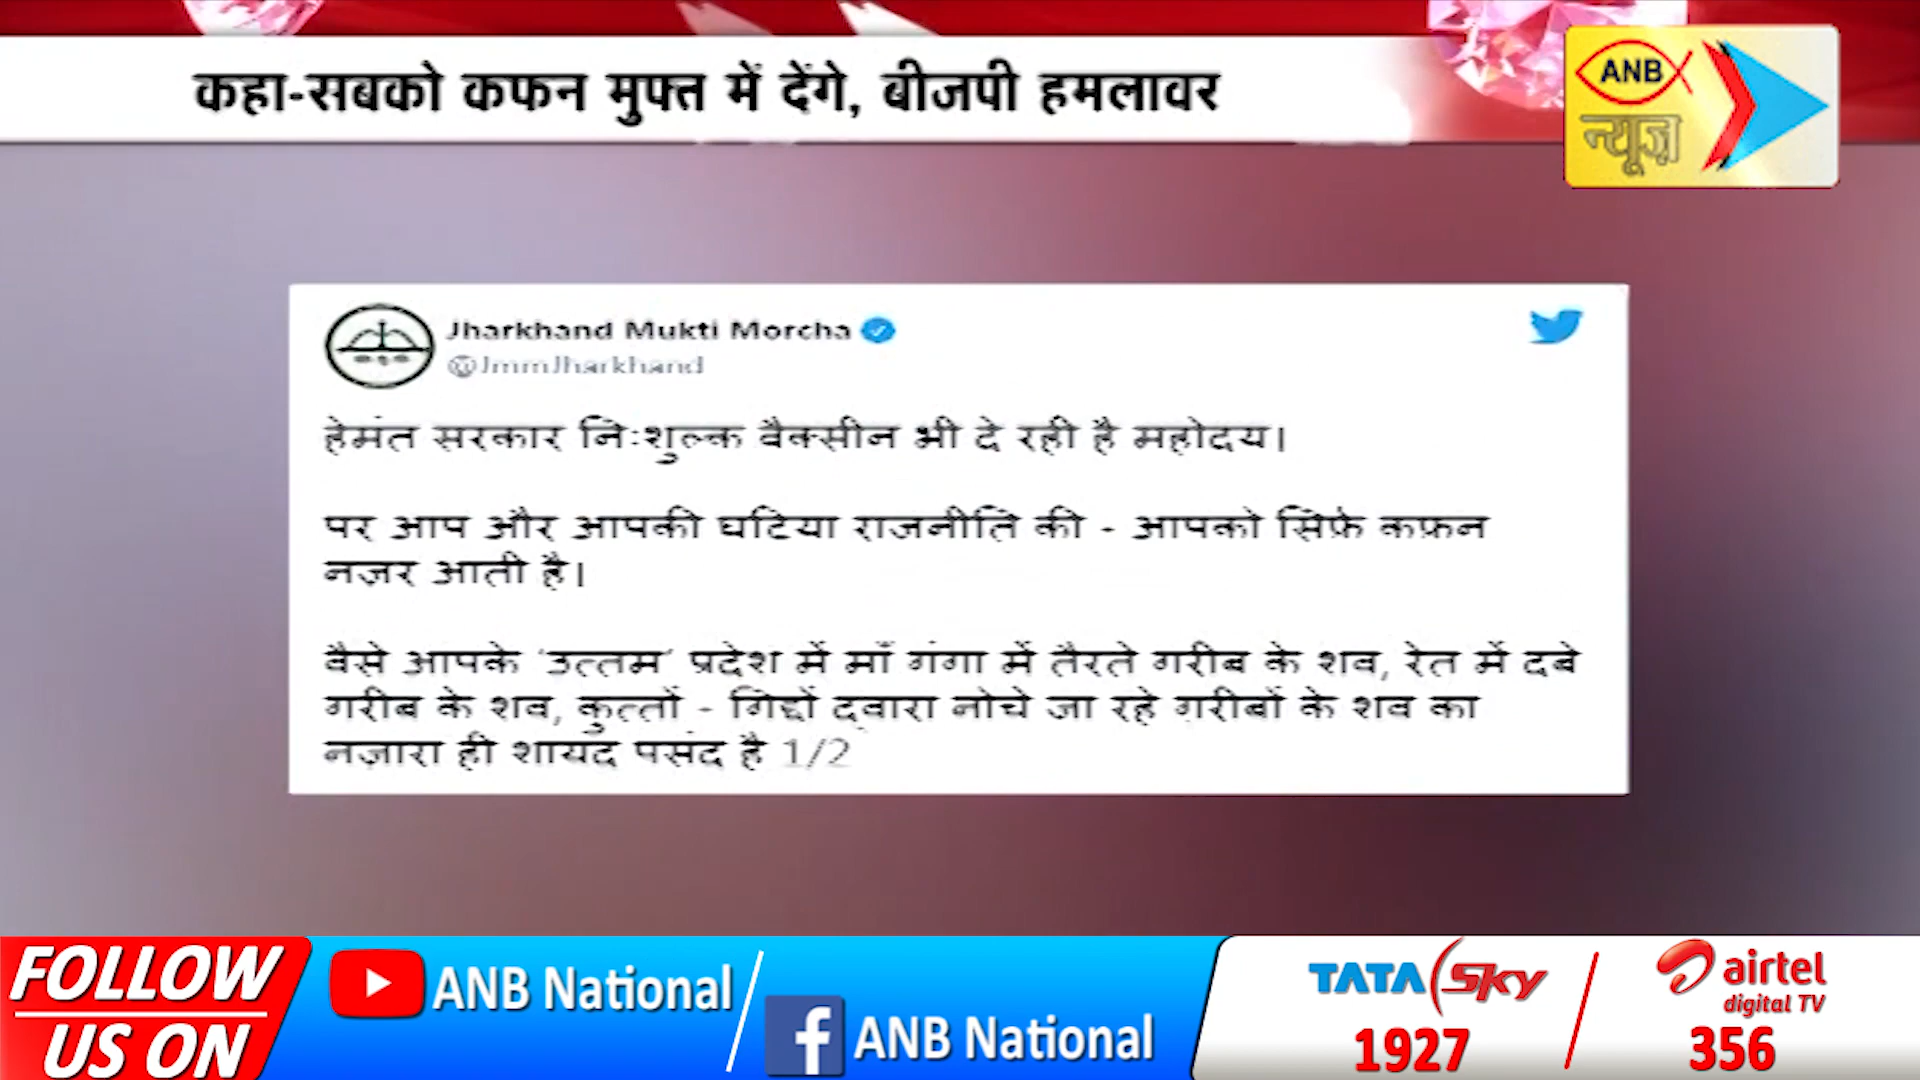 कहा-सबको कफन मुफ्त में देंगे, बीजपी हमलावर
ANB
न्यूज़
Jharkhand Mukti Morcha
@JmmJharkhand
हेमंत सरकार नि:शुल्क वैक्सीन भी दे रही है महोदय।
पर आप और आपकी घटिया राजनीति की - आपको सिर्फ़ कफ़न
नज़र आती है।
वैसे आपके 'उत्तम' प्रदेश में माँ गंगा में तैरते गरीब के शव, रेत में दबे
गरीब के शव, कुत्तों - गिद्दों द्वारा नोचे जा रहे ग़रीबों के शव का
नज़ारा ही शायद पसंद है 1/2
FOLLOW
US ON
ANB National
ANB National
TATA Sky
1927
airtel
digital TV
356